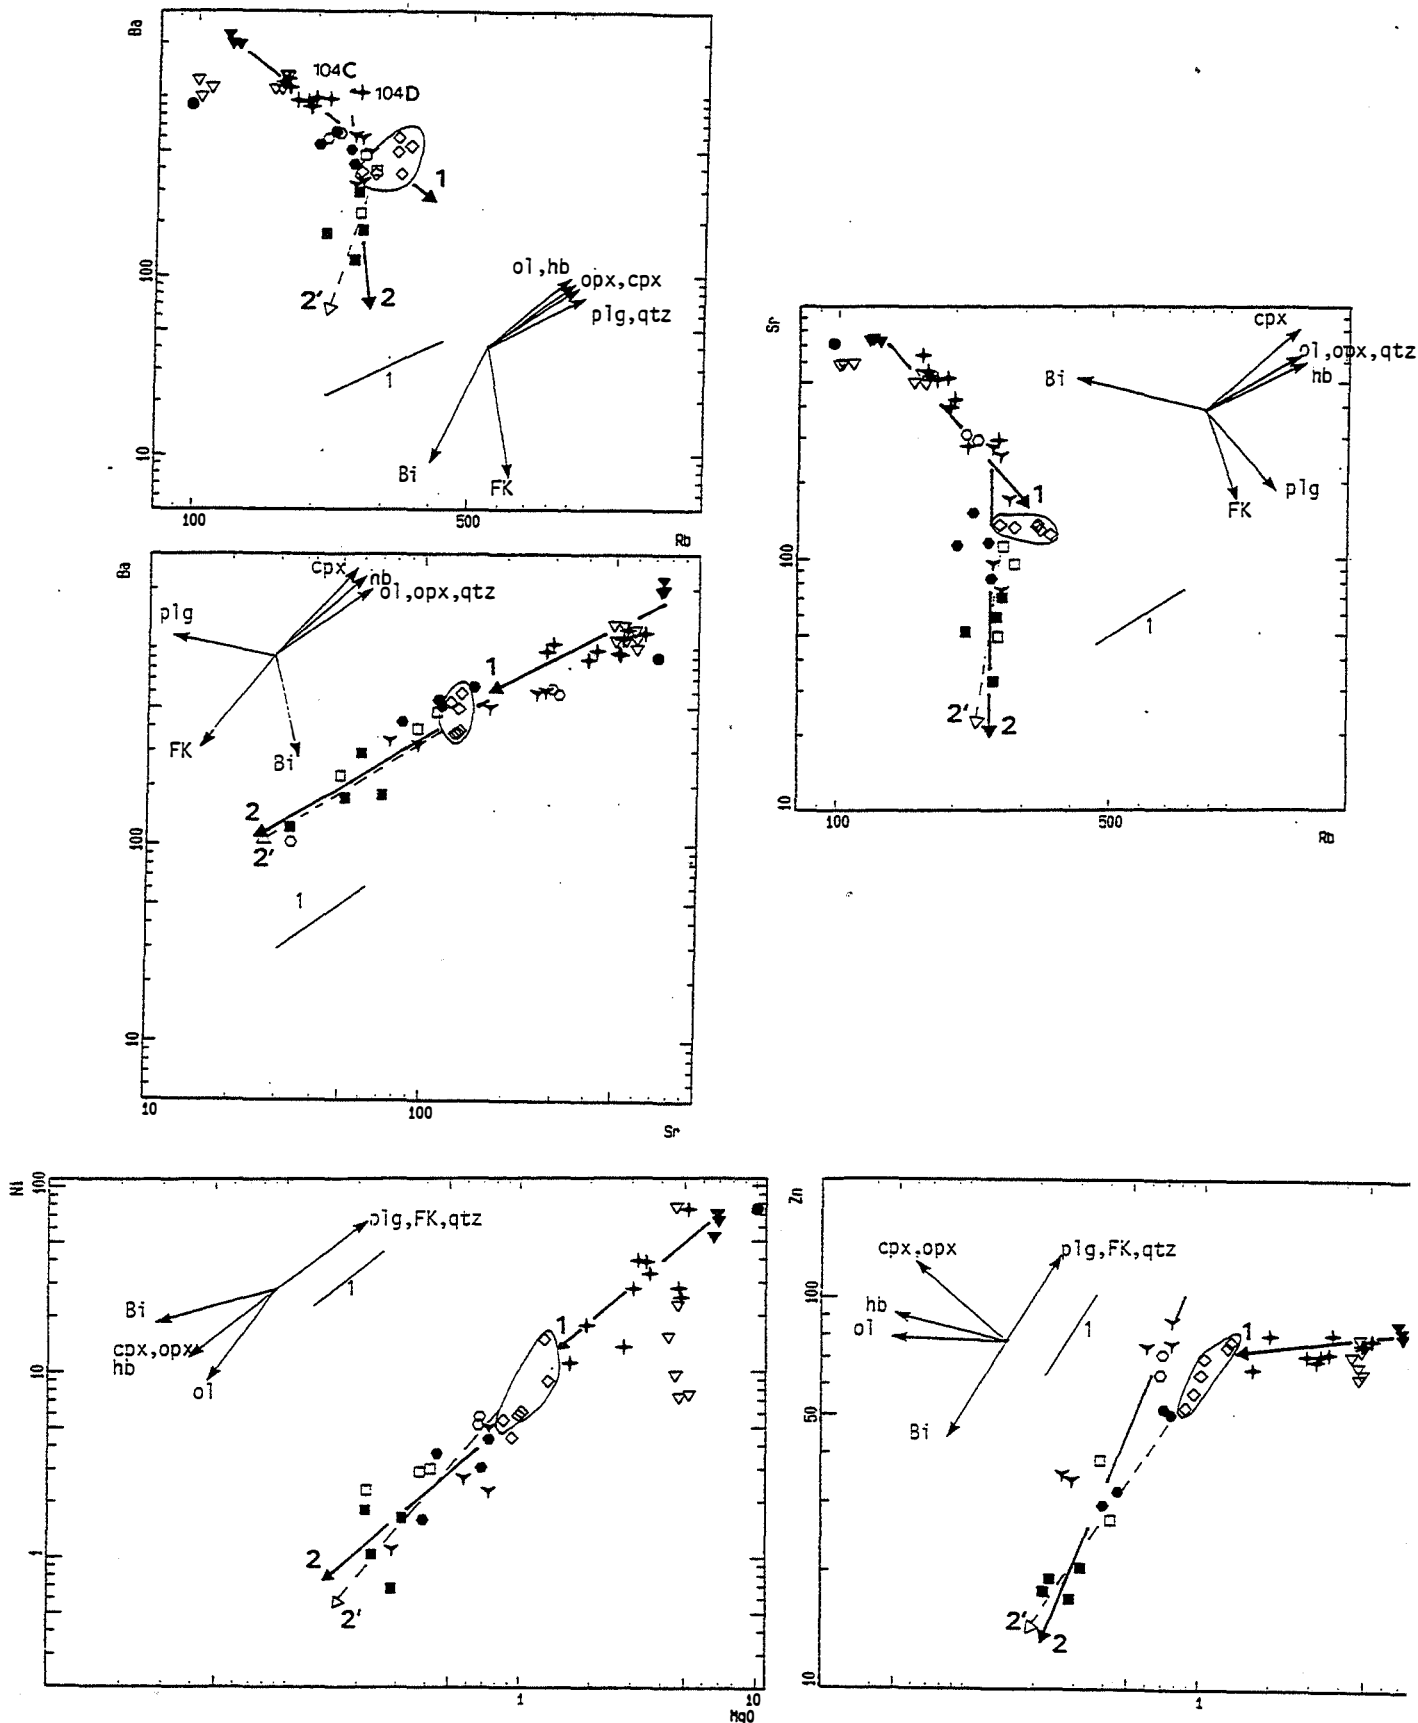 Ba
104C
104D
1
2'
2
100
10
ol,hb
opx,cpx
plg,qtz
1
Bi
FK
100
500
Rb
Sr
cpx
ol,opx,qtz
hb
Bi
plg
FK
1
100
2'
2
1
10
100
500
Rb
Ba
cpx
hb
ol,opx,qtz
plg
FK
Bi
1
2
2'
100
1
10
10
100
Sr
Ni
100
plg,FK,qtz
1
Bi
cpx,opx
hb
ol
1
10
1
2
2'
1
10
MgO
Zn
cpx,opx
plg,FK,qtz
hb
ol
1
Bi
100
1
50
2'
2
10
1